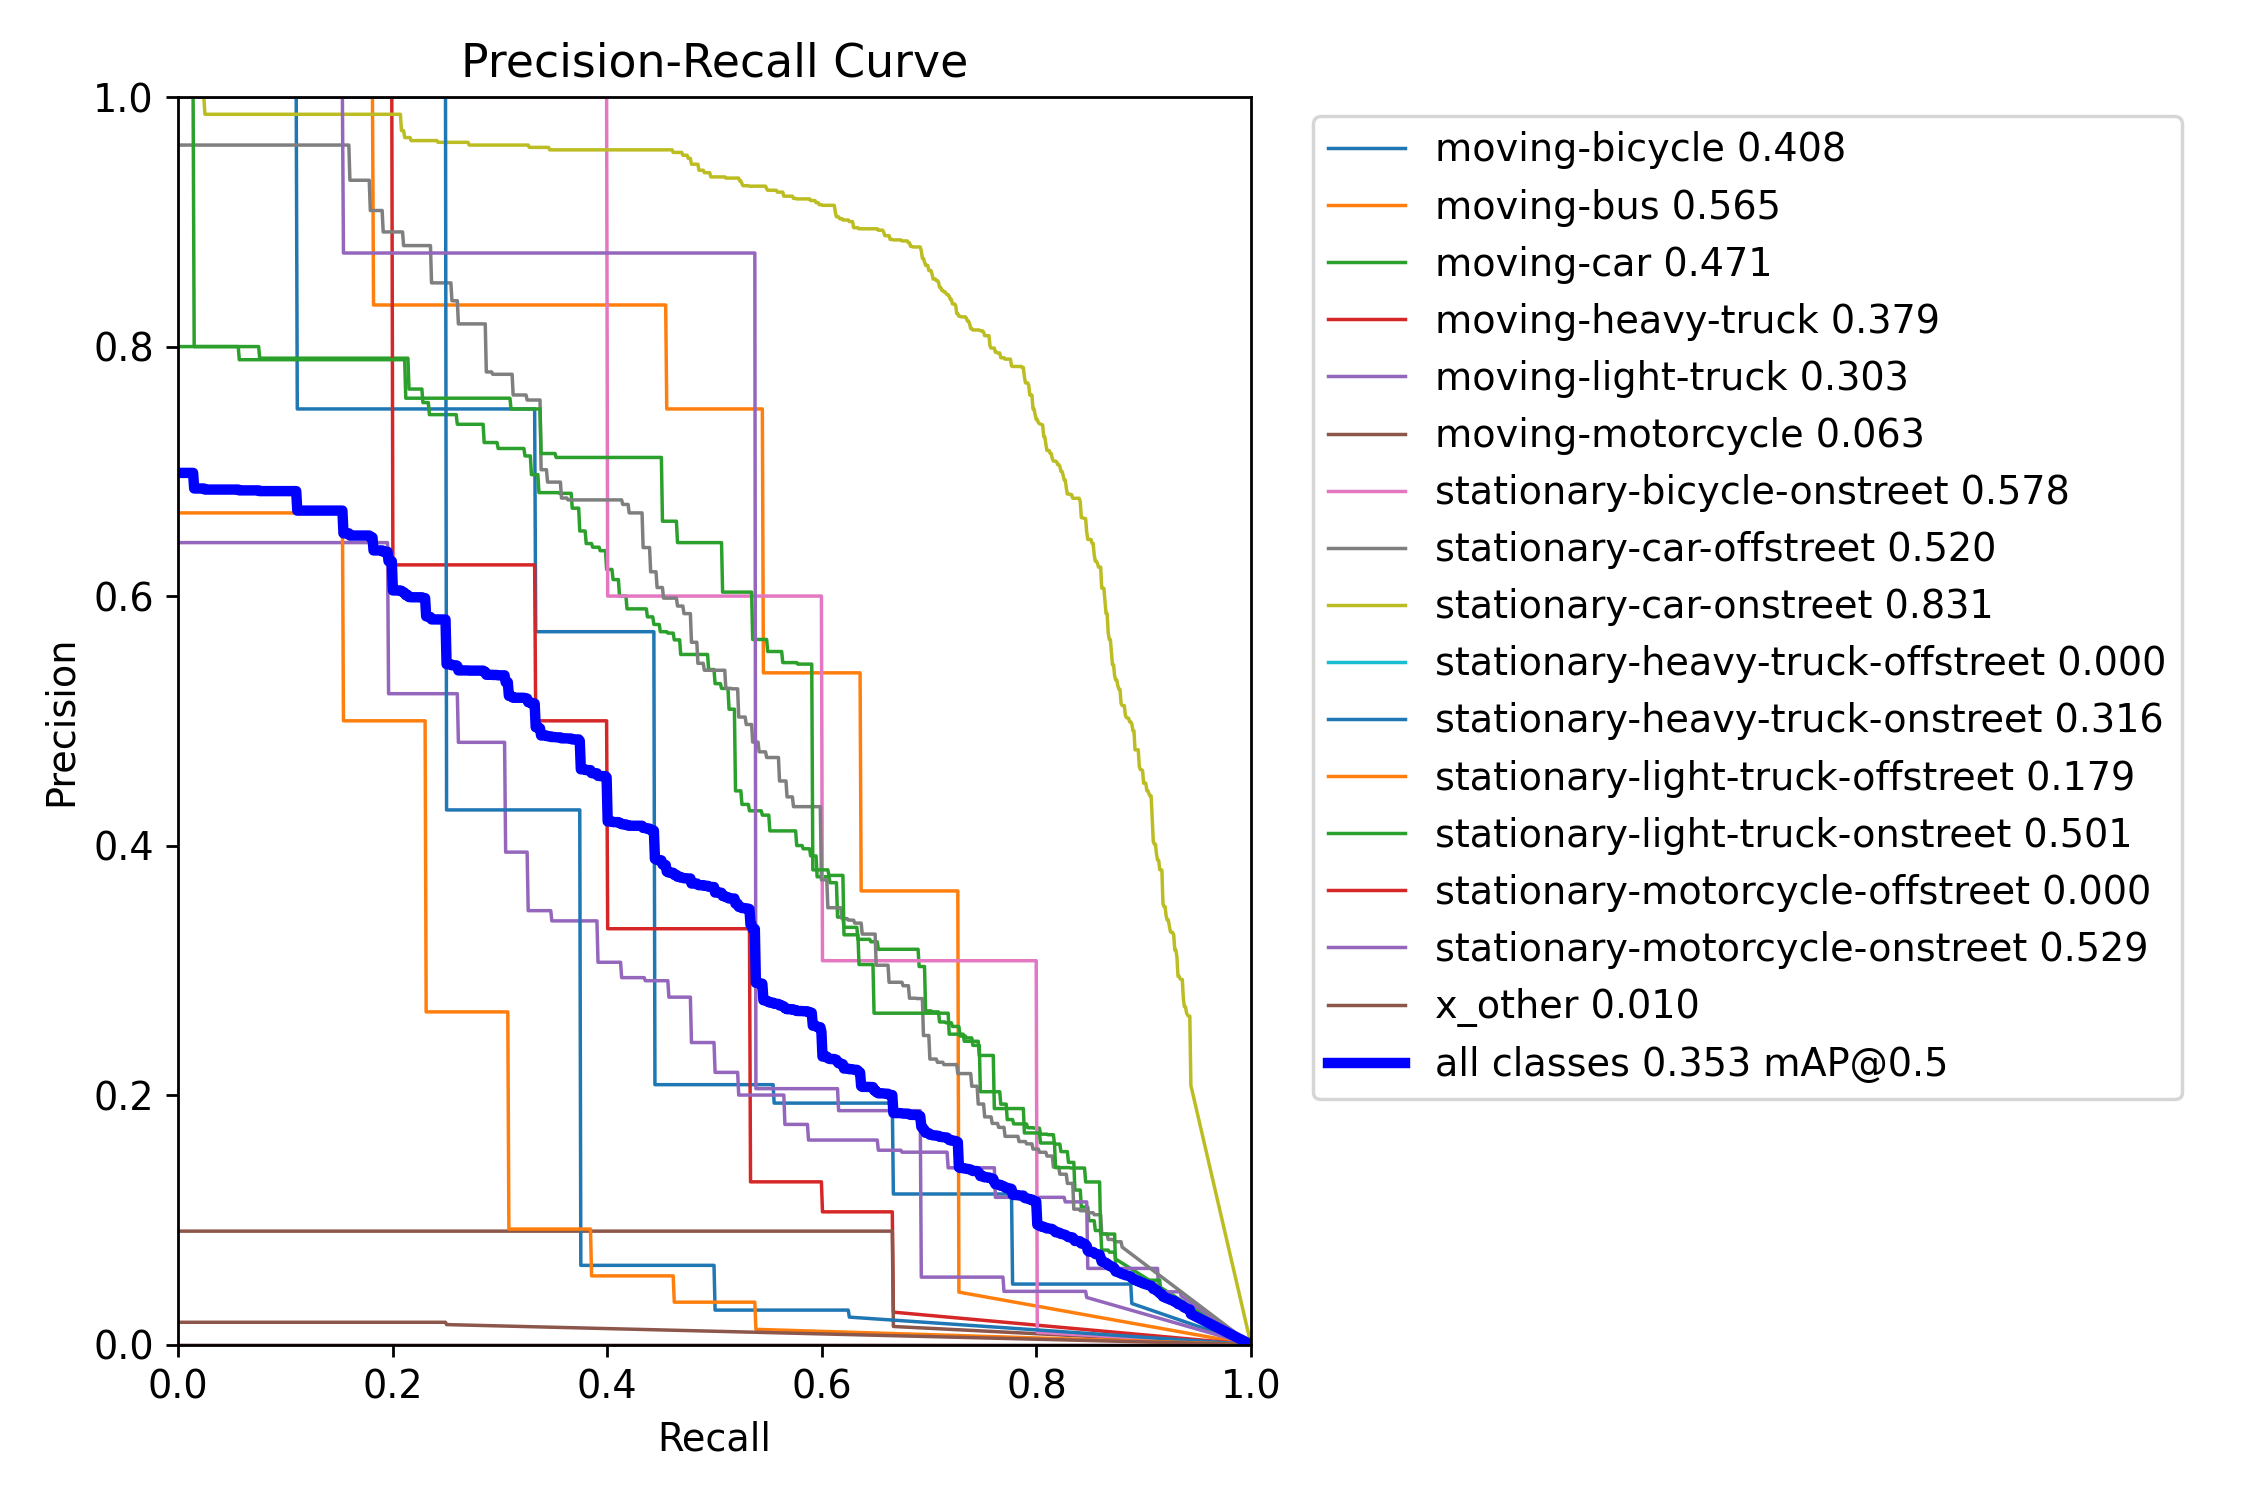 Precision-Recall Curve
1.0
0.8
0.6
0.4
0.2
0.0
Precision
0.0 0.2 0.4 0.6 0.8 1.0
Recall
moving-bicycle 0.408
moving-bus 0.565
moving-car 0.471
moving-heavy-truck 0.379
moving-light-truck 0.303
moving-motorcycle 0.063
stationary-bicycle-onstreet 0.578
stationary-car-offstreet 0.520
stationary-car-onstreet 0.831
stationary-heavy-truck-offstreet 0.000
stationary-heavy-truck-onstreet 0.316
stationary-light-truck-offstreet 0.179
stationary-light-truck-onstreet 0.501
stationary-motorcycle-offstreet 0.000
stationary-motorcycle-onstreet 0.529
x_other 0.010
all classes 0.353 mAP@0.5